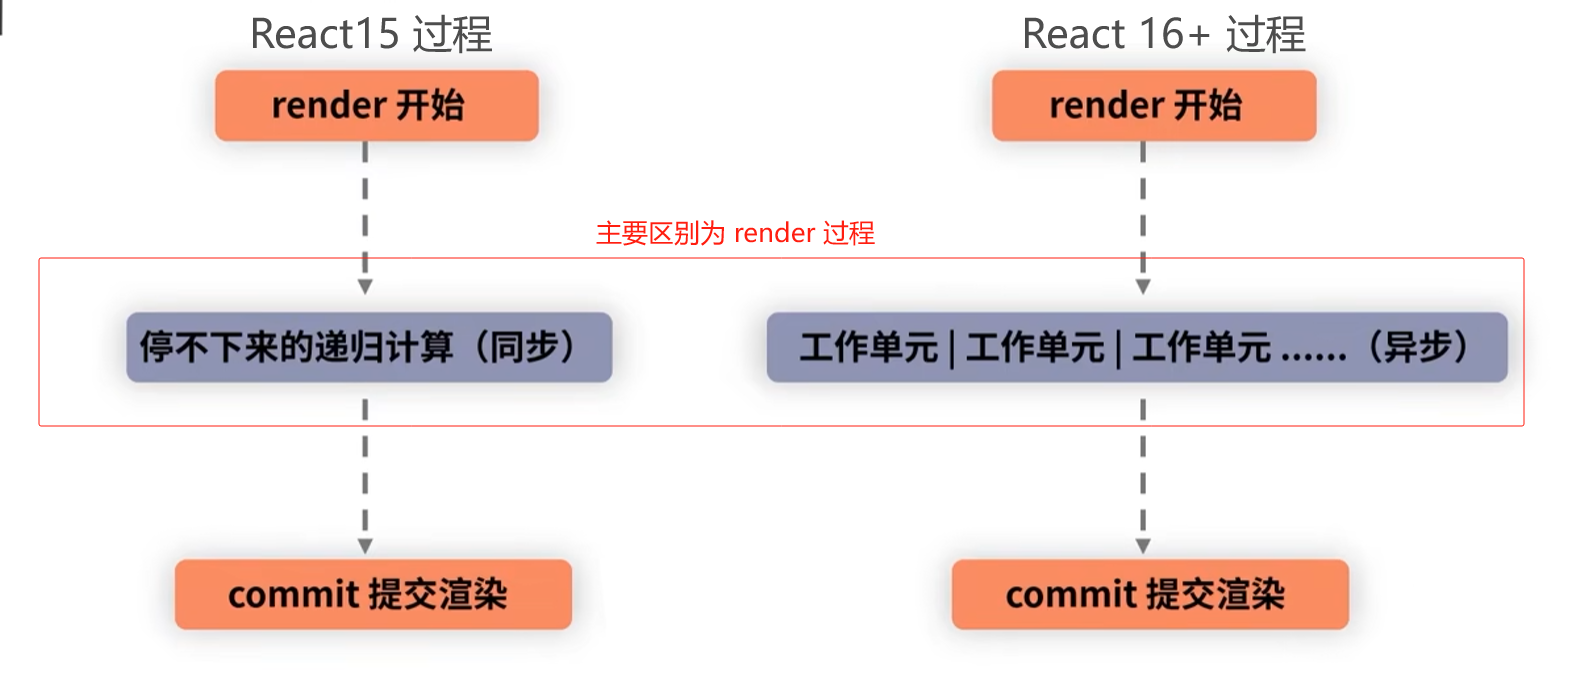 React15 过程
React 16+ 过程
render 开始
render 开始
主要区别为 render 过程
停不下来的递归计算（同步）
工作单元 | 工作单元 | 工作单元 ......（异步）
commit 提交渲染
commit 提交渲染